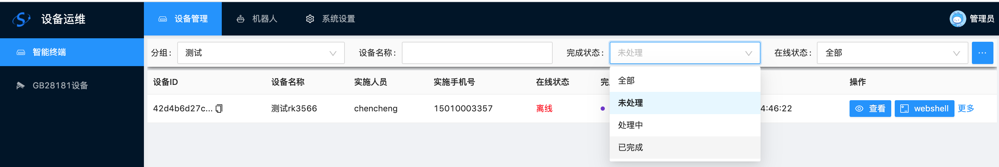 设备运维
设备管理 机器人 系统设置 管理员
智能终端
GB28181设备
分组: 测试 设备名称: 完成状态: 未处理 在线状态: 全部 ...
设备ID 设备名称 实施人员 实施手机号 在线状态 操作
42d4b6d27c... 测试rk3566 chencheng 15010003357 离线 4:46:22 查看 webshell 更多
全部
未处理
处理中
已完成